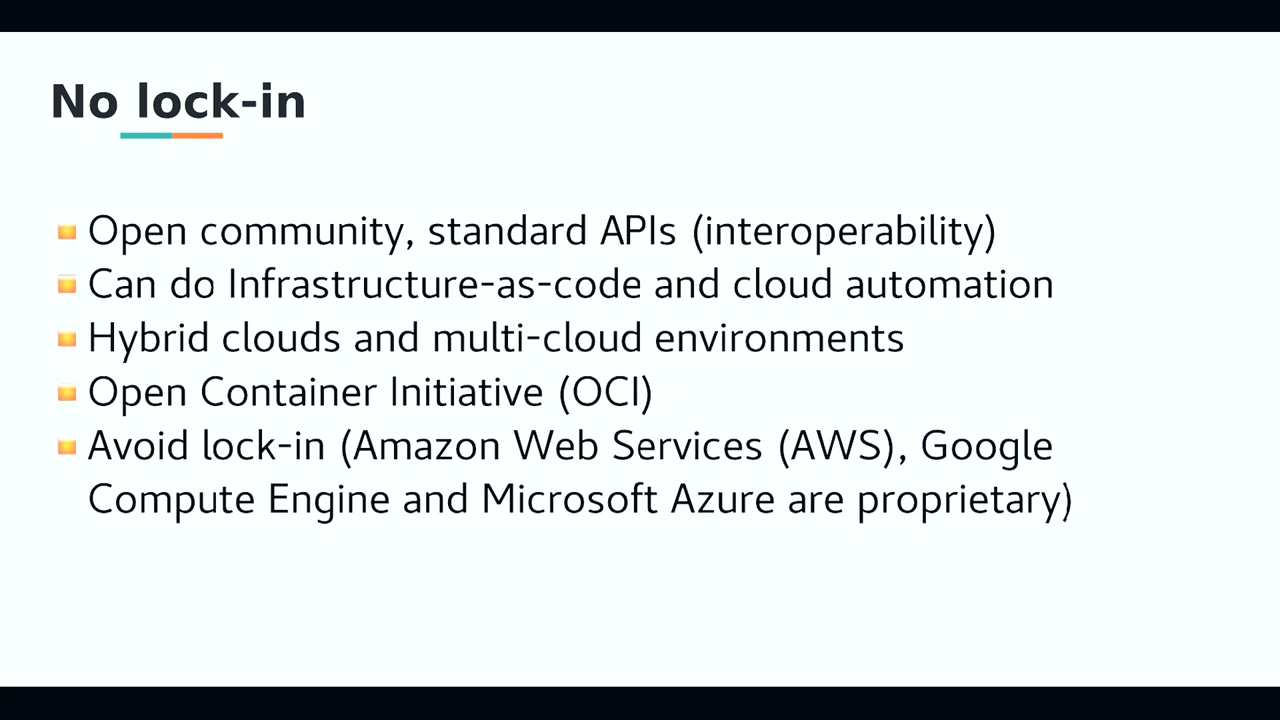 No lock-in
Open community, standard APIs (interoperability)
Can do Infrastructure-as-code and cloud automation
Hybrid clouds and multi-cloud environments
Open Container Initiative (OCI)
Avoid lock-in (Amazon Web Services (AWS), Google
Compute Engine and Microsoft Azure are proprietary)